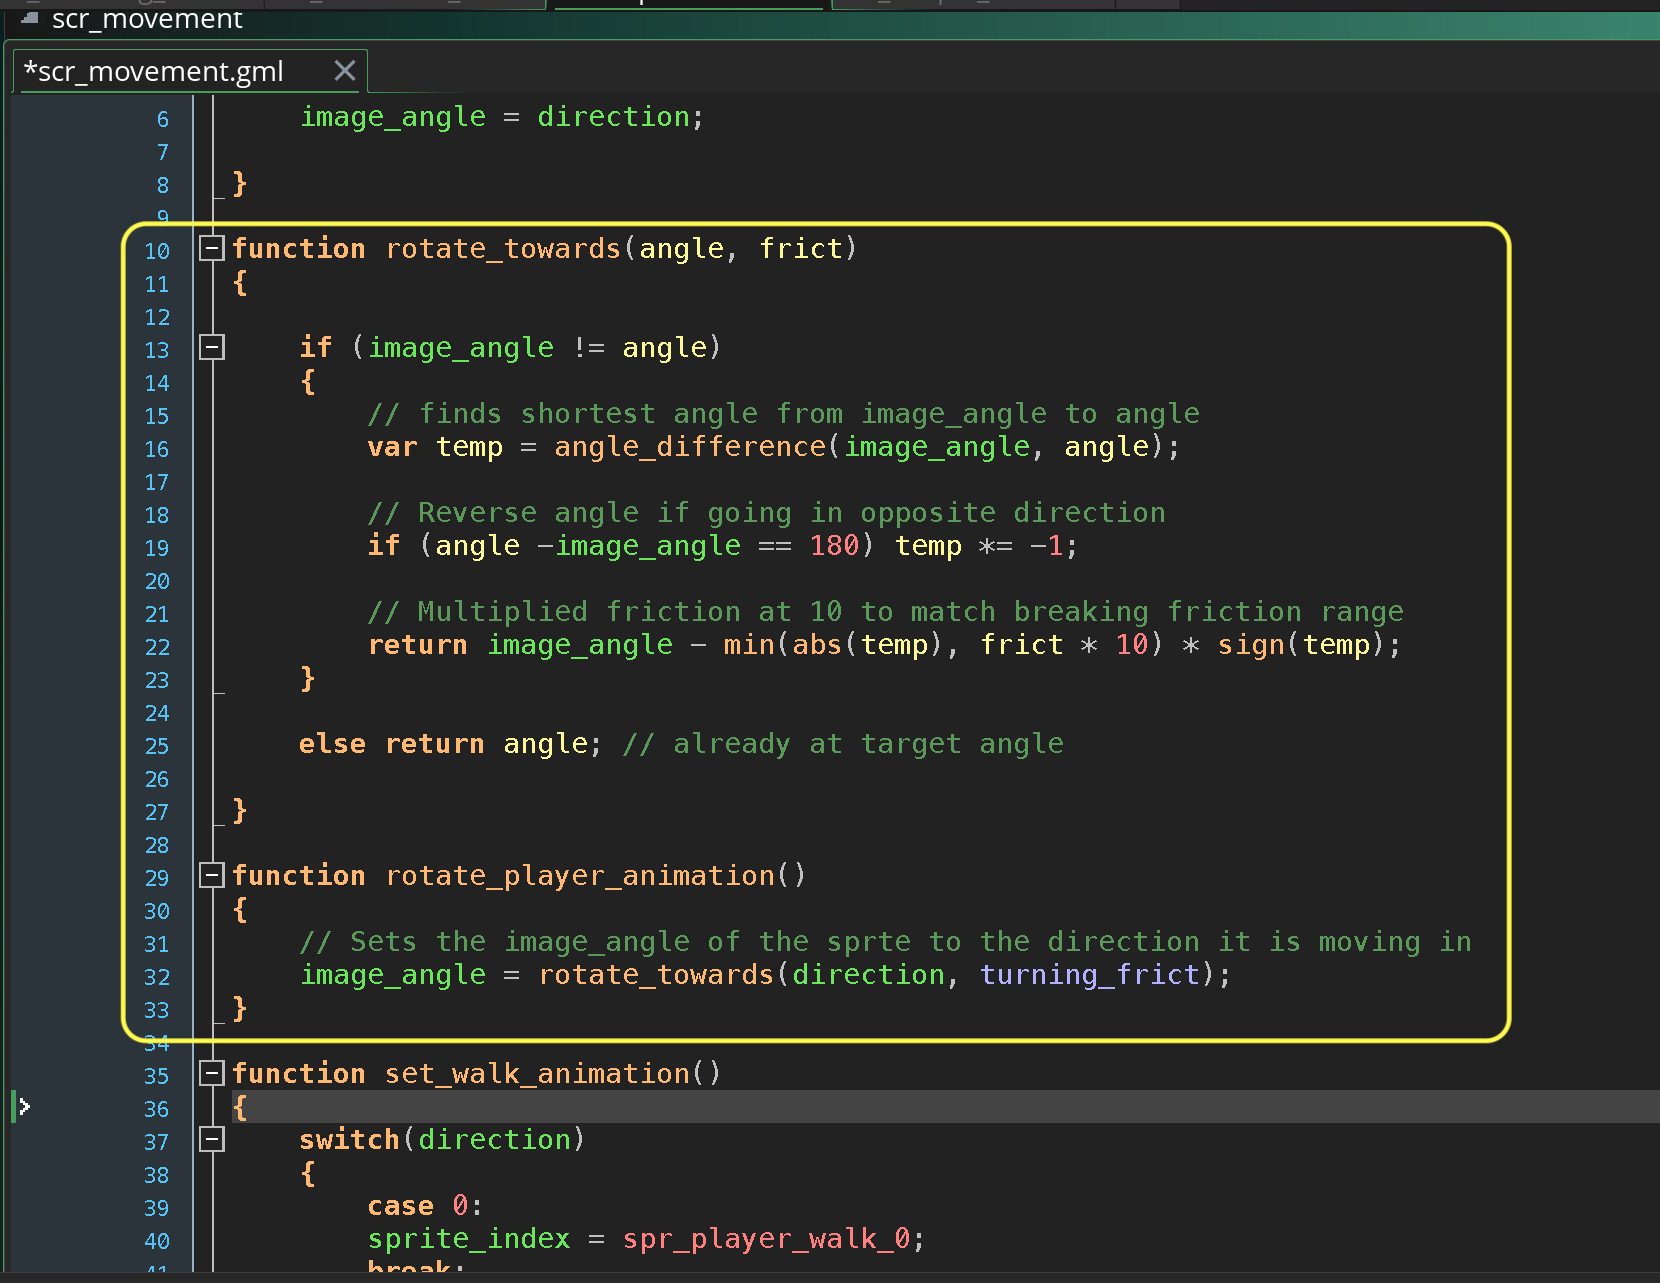 scr_movement
*scr_movement.gml
6 image_angle = direction;
7
8 }
9
10 function rotate_towards(angle, frict)
11 {
12
13 if (image_angle != angle)
14 {
15 // finds shortest angle from image_angle to angle
16 var temp = angle_difference(image_angle, angle);
17
18 // Reverse angle if going in opposite direction
19 if (angle -image_angle == 180) temp *= -1;
20
21 // Multiplied friction at 10 to match breaking friction range
22 return image_angle - min(abs(temp), frict * 10) * sign(temp);
23 }
24
25 else return angle; // already at target angle
26
27 }
28
29 function rotate_player_animation()
30 {
31 // Sets the image_angle of the sprte to the direction it is moving in
32 image_angle = rotate_towards(direction, turning_frict);
33 }
34
35 function set_walk_animation()
36 {
37 switch(direction)
38 {
39 case 0:
40 sprite_index = spr_player_walk_0;
41 break;